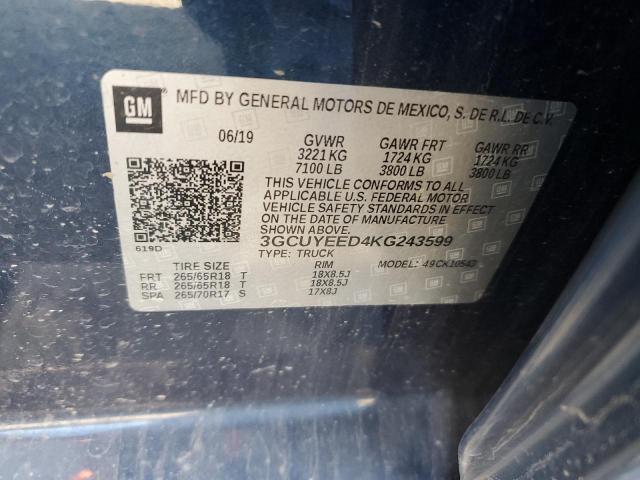 GM MFD BY GENERAL MOTORS DE MEXICO, S. DE R.L. DE C.V.
06/19 GVWR GAWR FRT GAWR RR
3221 KG 1724 KG 1724 KG
7100 LB 3800 LB 3800 LB
THIS VEHICLE CONFORMS TO ALL
APPLICABLE U.S. FEDERAL MOTOR
VEHICLE SAFETY STANDARDS IN EFFECT
ON THE DATE OF MANUFACTURE
SHOWN ABOVE.
619D 3GCUYEED4KG243599
TYPE: TRUCK MODEL: 49CK10543
TIRE SIZE RIM
FRT 265/65R18 T 18X8.5J
RR 265/65R18 T 18X8.5J
SPA 265/70R17 S 17X8J